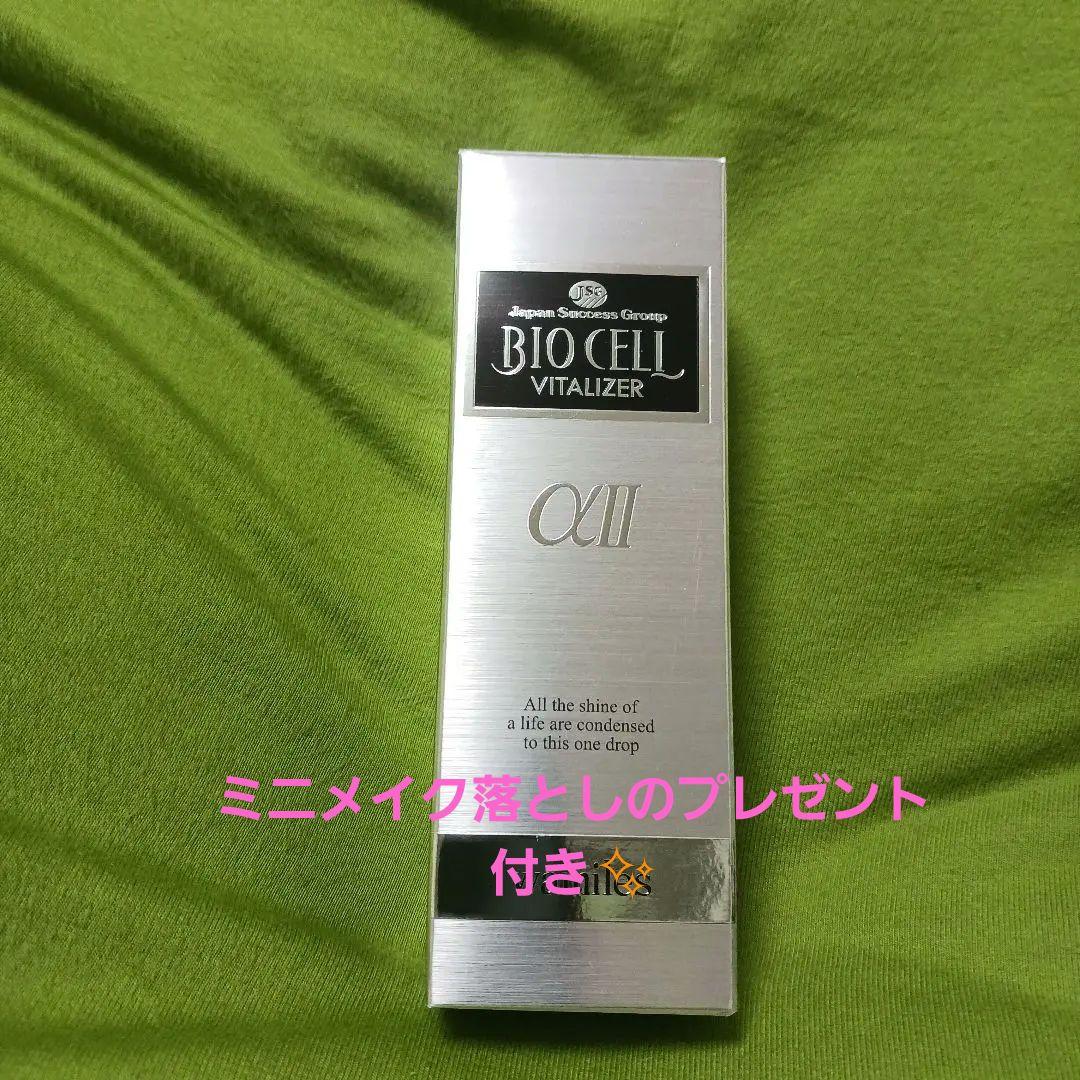 JSG
Japan Success Group
BIO CELL
VITALIZER
αII
All the shine of
a life are condensed
to this one drop
ミニメイク落としのプレゼント
付き✨